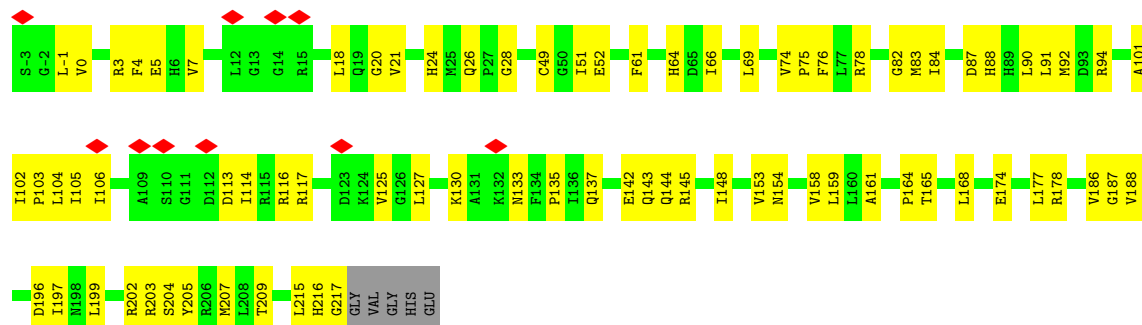 S-3 G-2 L-1 V0 R3 F4 E5 H6 V7 L12 G13 G14 R15 L18 Q19 G20 V21 H24 M25 Q26 P27 G28 C49 G50 I51 E52 F61 H64 D65 I66 L69 V74 P75 F76 L77 R78 G82 M83 I84 D87 H88 H89 L90 L91 M92 D93 R94 A101
I102 P103 L104 I105 I106 A109 S110 G111 D112 D113 I114 R115 R116 R117 D123 K124 V125 G126 L127 K130 A131 K132 N133 F134 P135 I136 Q137 E142 Q143 Q144 R145 I148 V153 N154 V158 L159 L160 A161 P164 T165 L168 E174 L177 R178 V186 G187 V188
D196 I197 N198 L199 R202 R203 S204 Y205 R206 M207 L208 T209 L215 H216 G217 GLY VAL GLY HIS GLU